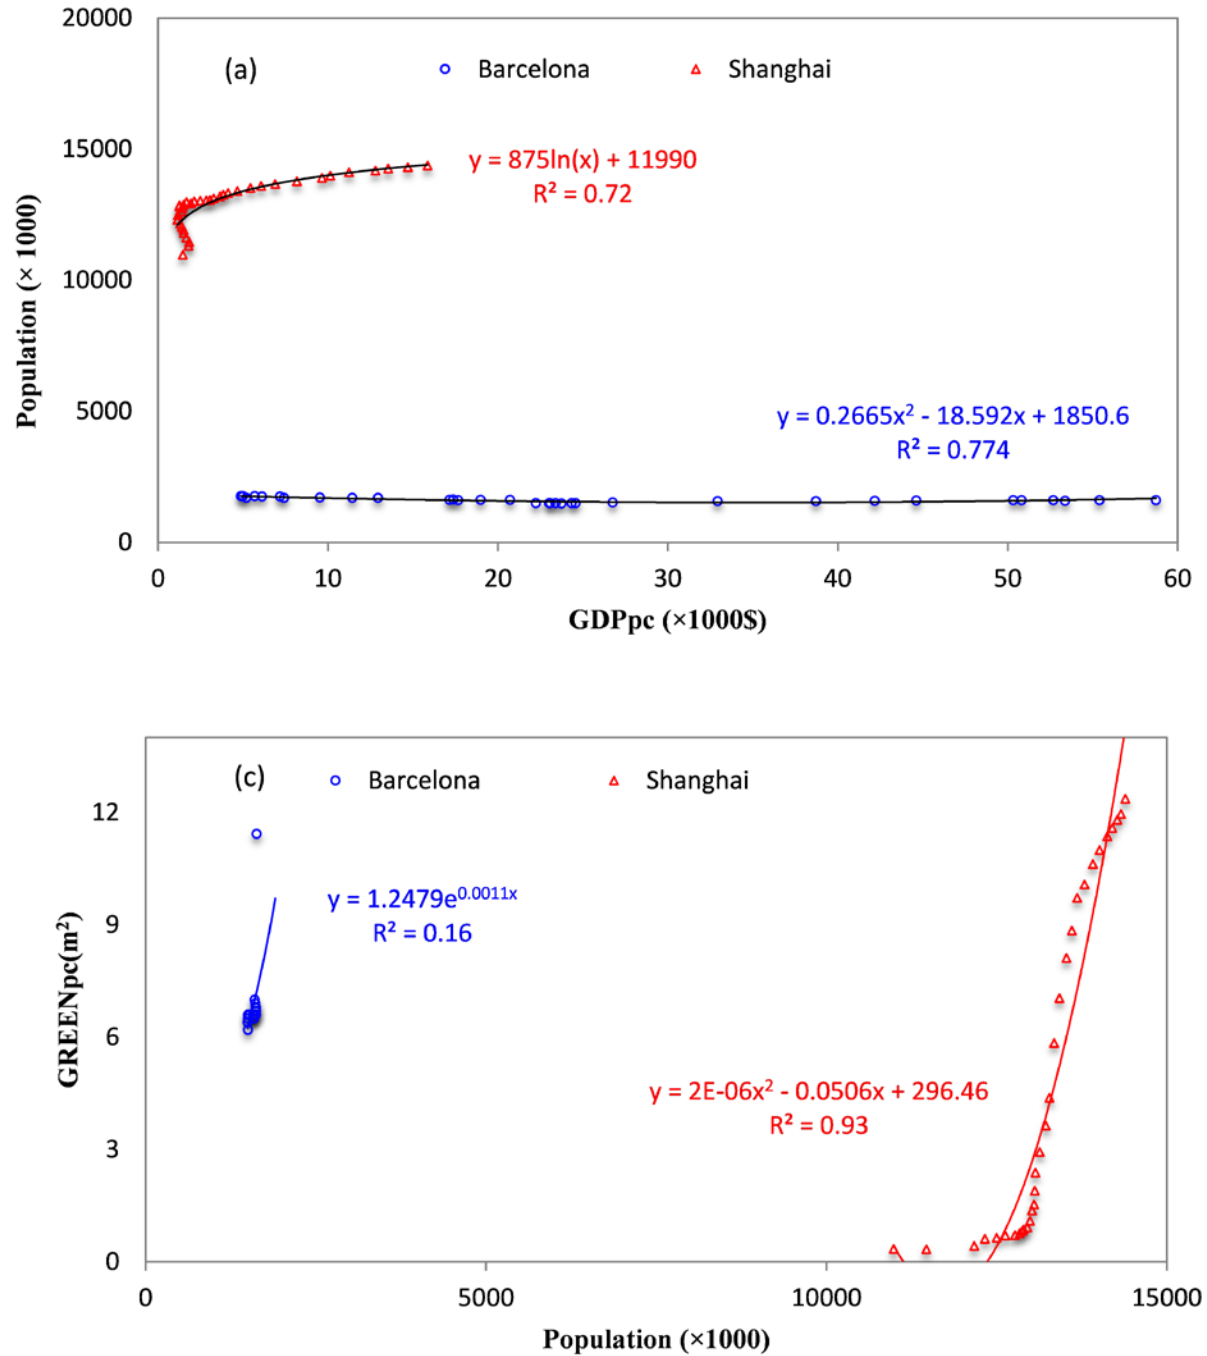 20000
(a)
Barcelona
Shanghai
15000
y = 875ln(x) + 11990
R² = 0.72
10000
5000
y = 0.2665x² - 18.592x + 1850.6
R² = 0.774
0
0 10 20 30 40 50 60
Population (× 1000)
GDPpc (×1000$)
(c)
Barcelona
Shanghai
12
y = 1.2479e^0.0011x
R² = 0.16
9
6
y = 2E-06x² - 0.0506x + 296.46
R² = 0.93
3
0
0 5000 10000 15000
GREENpc(m²)
Population (×1000)